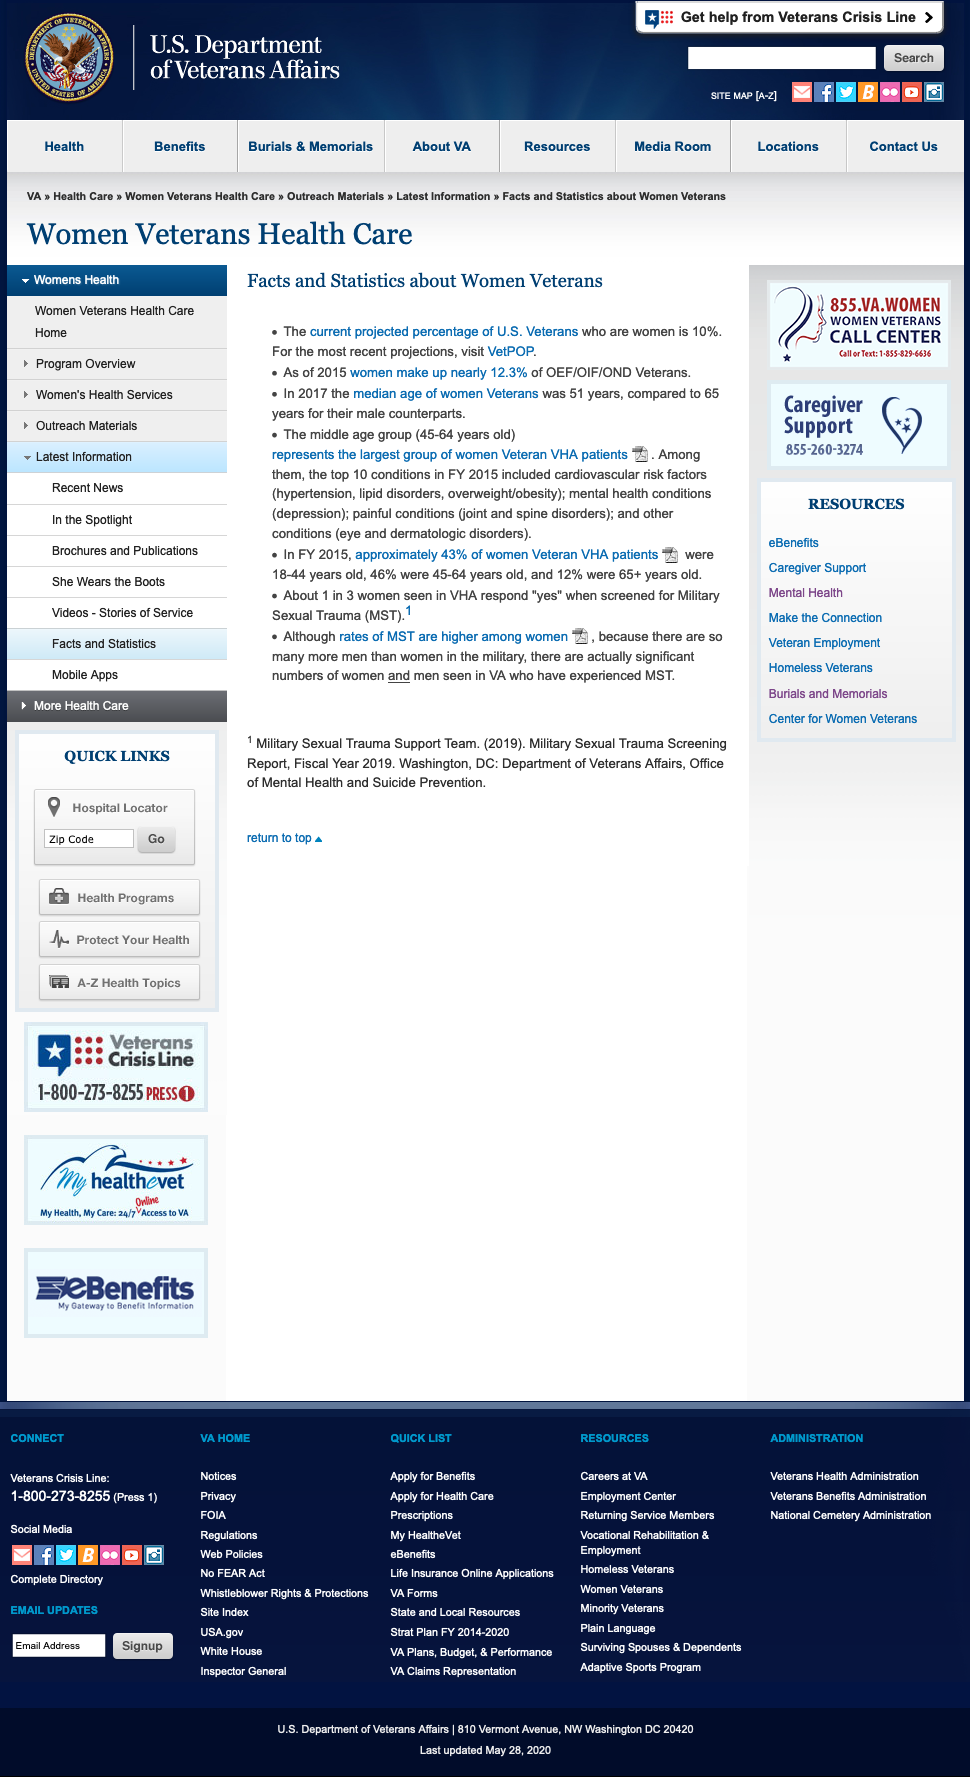 Get help from Veterans Crisis Line
U.S. Department
of Veterans Affairs
Search
SITE MAP [A-Z]
Health
Benefits
Burials & Memorials
About VA
Resources
Media Room
Locations
Contact Us
VA » Health Care » Women Veterans Health Care » Outreach Materials » Latest Information » Facts and Statistics about Women Veterans
Women Veterans Health Care
Womens Health
Women Veterans Health Care
Home
Program Overview
Women's Health Services
Outreach Materials
Latest Information
Recent News
In the Spotlight
Brochures and Publications
She Wears the Boots
Videos - Stories of Service
Facts and Statistics
Mobile Apps
More Health Care
QUICK LINKS
Hospital Locator
Zip Code
Go
Health Programs
Protect Your Health
A-Z Health Topics
Veterans
Crisis Line
1-800-273-8255 PRESS 1
My healthevet
Online
My Health, My Care: 24/7 Access to VA
eBenefits
My Gateway to Benefit Information
Facts and Statistics about Women Veterans
• The current projected percentage of U.S. Veterans who are women is 10%.
For the most recent projections, visit VetPOP.
• As of 2015 women make up nearly 12.3% of OEF/OIF/OND Veterans.
• In 2017 the median age of women Veterans was 51 years, compared to 65
years for their male counterparts.
• The middle age group (45-64 years old)
represents the largest group of women Veteran VHA patients . Among
them, the top 10 conditions in FY 2015 included cardiovascular risk factors
(hypertension, lipid disorders, overweight/obesity); mental health conditions
(depression); painful conditions (joint and spine disorders); and other
conditions (eye and dermatologic disorders).
• In FY 2015, approximately 43% of women Veteran VHA patients were
18-44 years old, 46% were 45-64 years old, and 12% were 65+ years old.
• About 1 in 3 women seen in VHA respond "yes" when screened for Military
Sexual Trauma (MST).1
• Although rates of MST are higher among women , because there are so
many more men than women in the military, there are actually significant
numbers of women and men seen in VA who have experienced MST.
1 Military Sexual Trauma Support Team. (2019). Military Sexual Trauma Screening
Report, Fiscal Year 2019. Washington, DC: Department of Veterans Affairs, Office
of Mental Health and Suicide Prevention.
return to top
855.VA.WOMEN
WOMEN VETERANS
CALL CENTER
Call or Text: 1-855-829-6636
Caregiver
Support
855-260-3274
RESOURCES
eBenefits
Caregiver Support
Mental Health
Make the Connection
Veteran Employment
Homeless Veterans
Burials and Memorials
Center for Women Veterans
CONNECT
Veterans Crisis Line:
1-800-273-8255 (Press 1)
Social Media
Complete Directory
EMAIL UPDATES
Email Address
Signup
VA HOME
Notices
Privacy
FOIA
Regulations
Web Policies
No FEAR Act
Whistleblower Rights & Protections
Site Index
USA.gov
White House
Inspector General
QUICK LIST
Apply for Benefits
Apply for Health Care
Prescriptions
My HealtheVet
eBenefits
Life Insurance Online Applications
VA Forms
State and Local Resources
Strat Plan FY 2014-2020
VA Plans, Budget, & Performance
VA Claims Representation
RESOURCES
Careers at VA
Employment Center
Returning Service Members
Vocational Rehabilitation &
Employment
Homeless Veterans
Women Veterans
Minority Veterans
Plain Language
Surviving Spouses & Dependents
Adaptive Sports Program
ADMINISTRATION
Veterans Health Administration
Veterans Benefits Administration
National Cemetery Administration
U.S. Department of Veterans Affairs | 810 Vermont Avenue, NW Washington DC 20420
Last updated May 28, 2020